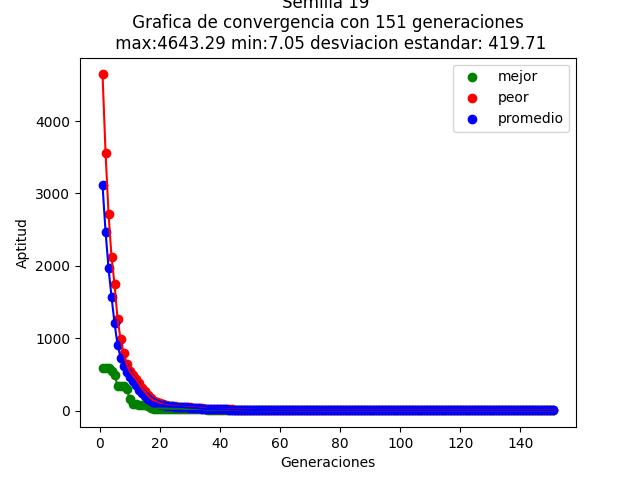 Semilla 19
Grafica de convergencia con 151 generaciones
max:4643.29 min:7.05 desviacion estandar: 419.71
mejor
peor
promedio
4000
3000
2000
1000
0
Aptitud
0 20 40 60 80 100 120 140
Generaciones